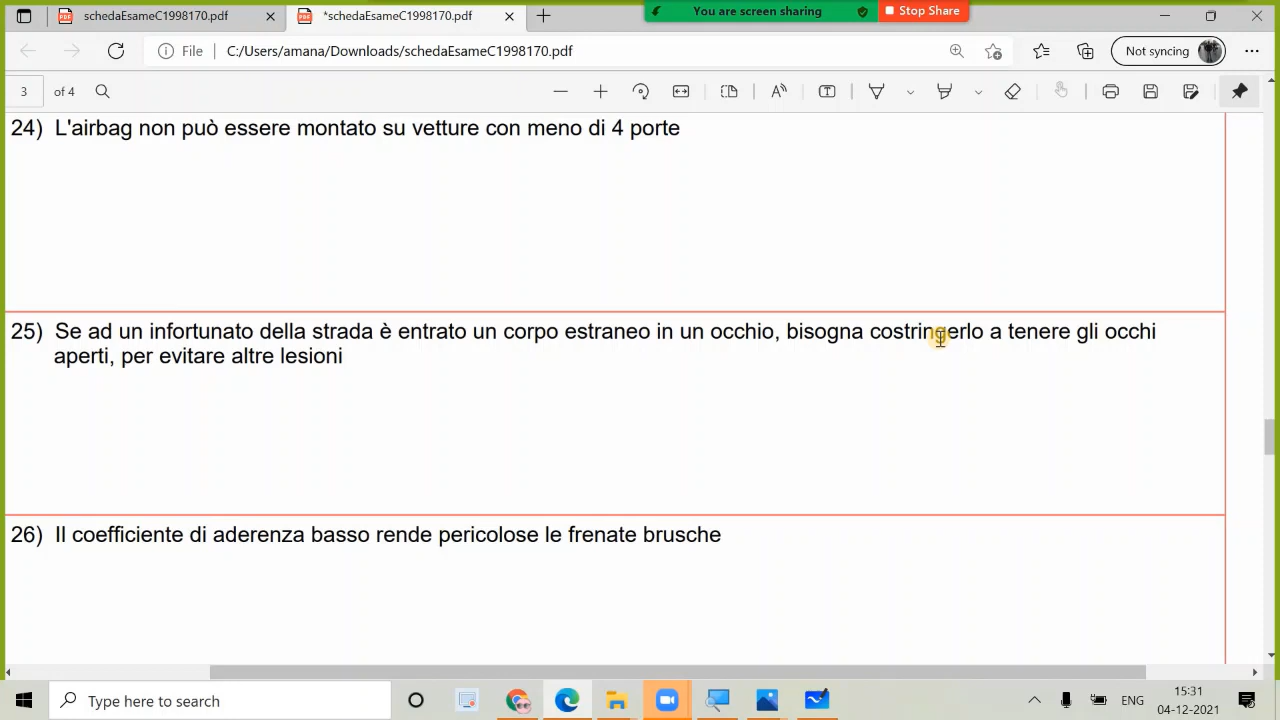 schedaEsameC1998170.pdf
*schedaEsameC1998170.pdf
You are screen sharing
Stop Share
File
C:/Users/amana/Downloads/schedaEsameC1998170.pdf
Not syncing
3
of 4
24) L'airbag non può essere montato su vetture con meno di 4 porte
25) Se ad un infortunato della strada è entrato un corpo estraneo in un occhio, bisogna costringerlo a tenere gli occhi
aperti, per evitare altre lesioni
26) Il coefficiente di aderenza basso rende pericolose le frenate brusche
Type here to search
ENG
15:31
04-12-2021